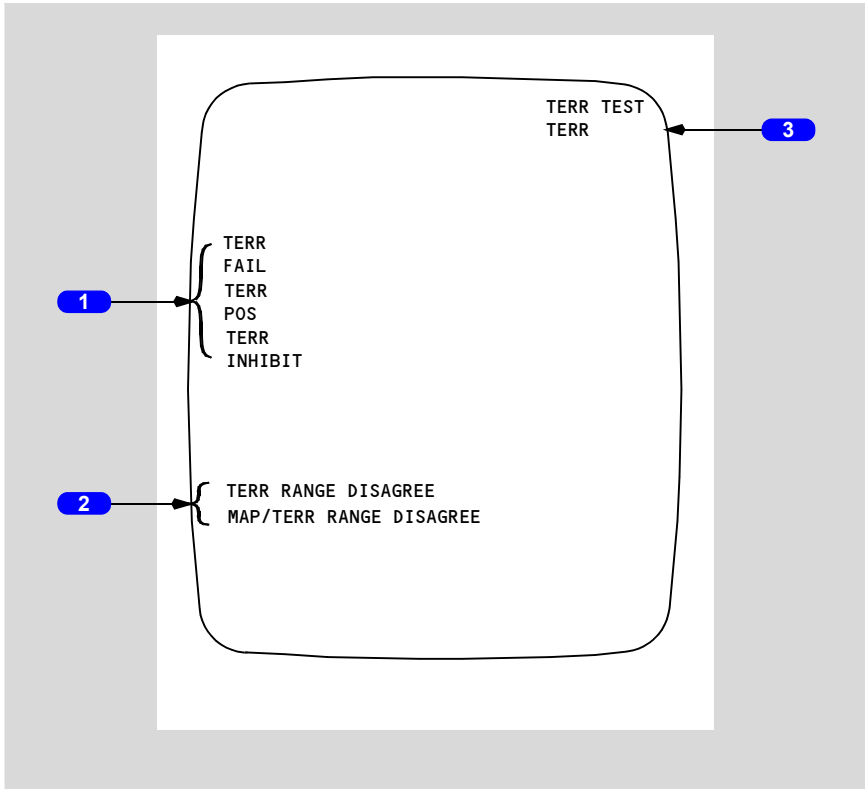 TERR TEST
TERR
3
TERR
FAIL
1
TERR
POS
TERR
INHIBIT
2
TERR RANGE DISAGREE
MAP/TERR RANGE DISAGREE